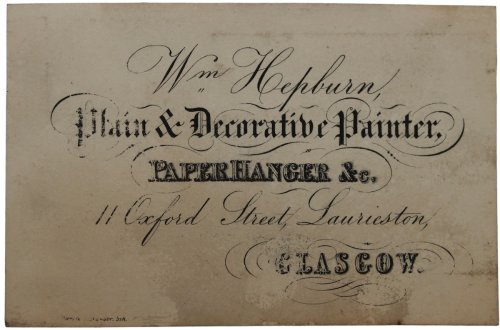 Wm Hepburn,
Plain & Decorative Painter,
PAPER HANGER &c.
11 Oxford Street, Laurieston,
GLASGOW.